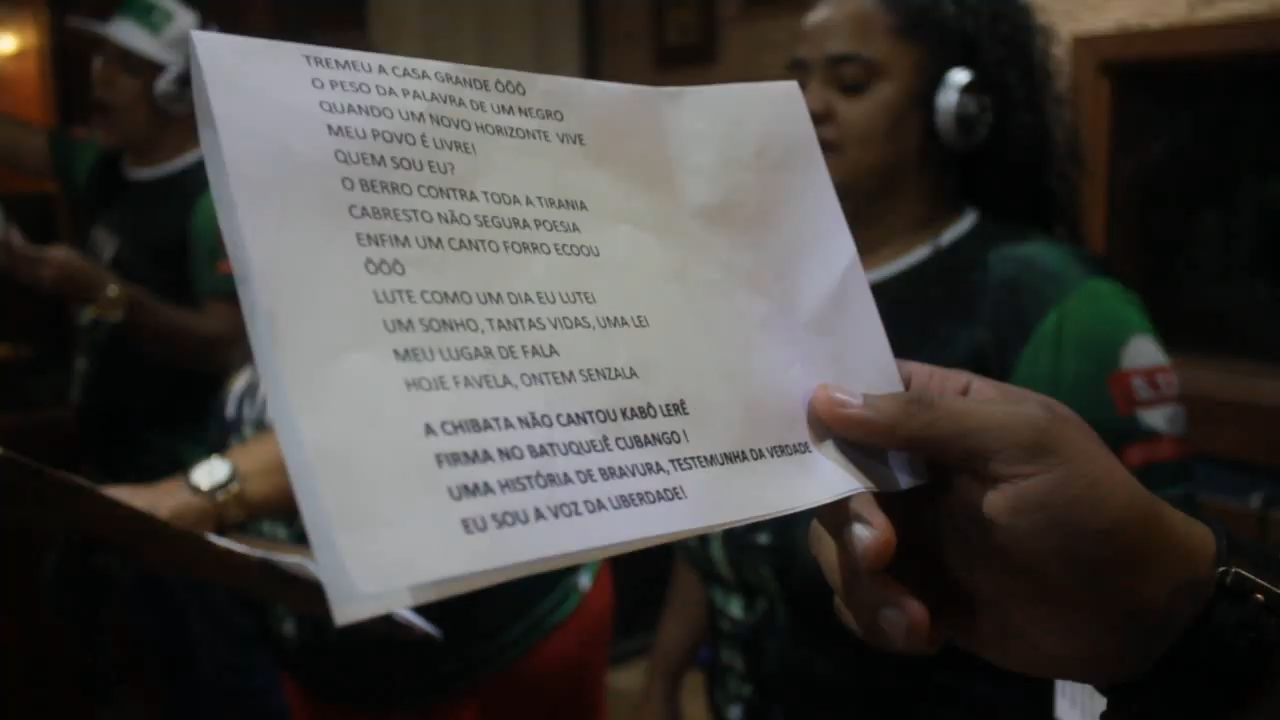 TREMEU A CASA GRANDE ÔÔÔ
O PESO DA PALAVRA DE UM NEGRO
QUANDO UM NOVO HORIZONTE VIVE
MEU POVO É LIVRE!
QUEM SOU EU?
O BERRO CONTRA TODA A TIRANIA
CABRESTO NÃO SEGURA POESIA
ENFIM UM CANTO FORRO ECOOU
ÔÔÔ
LUTE COMO UM DIA EU LUTEI
UM SONHO, TANTAS VIDAS, UMA LEI
MEU LUGAR DE FALA
HOJE FAVELA, ONTEM SENZALA
A CHIBATA NÃO CANTOU KABÔ LERÊ
FIRMA NO BATUQUEJÊ CUBANGO !
UMA HISTÓRIA DE BRAVURA, TESTEMUNHA DA VERDADE
EU SOU A VOZ DA LIBERDADE!